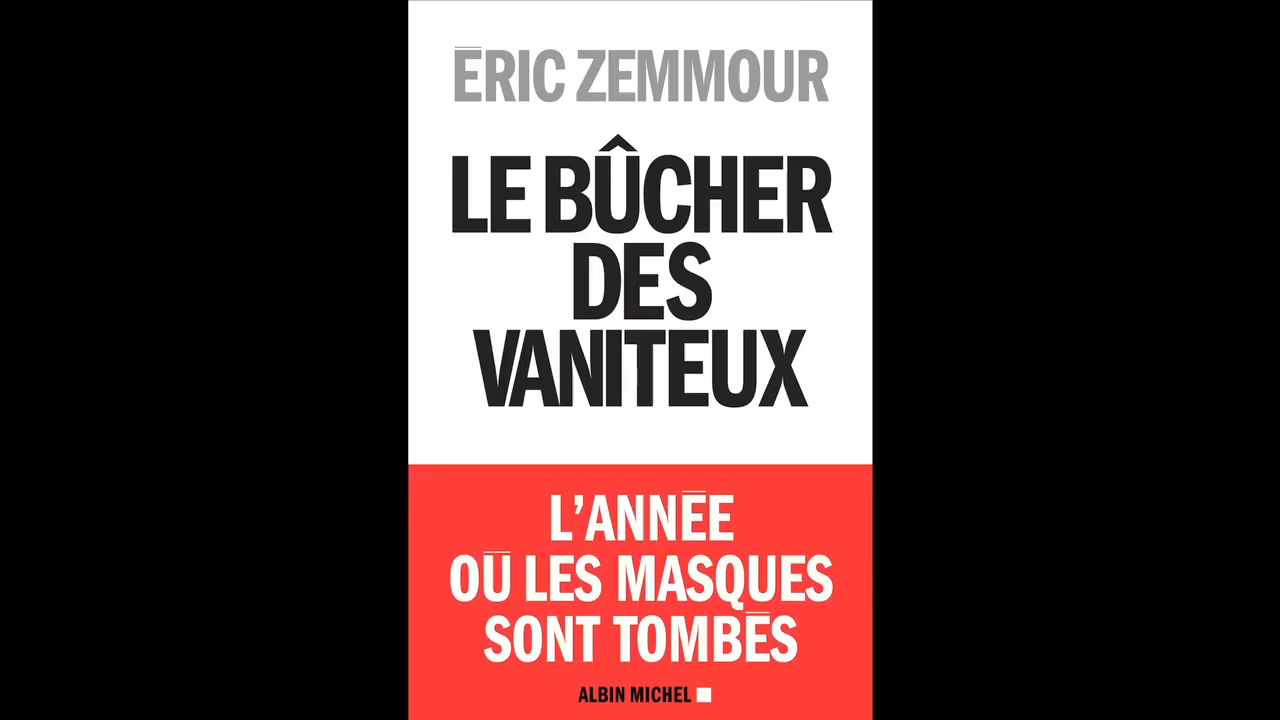 ÉRIC ZEMMOUR
LE BÛCHER
DES
VANITEUX
L'ANNÉE
OÙ LES MASQUES
SONT TOMBÉS
ALBIN MICHEL